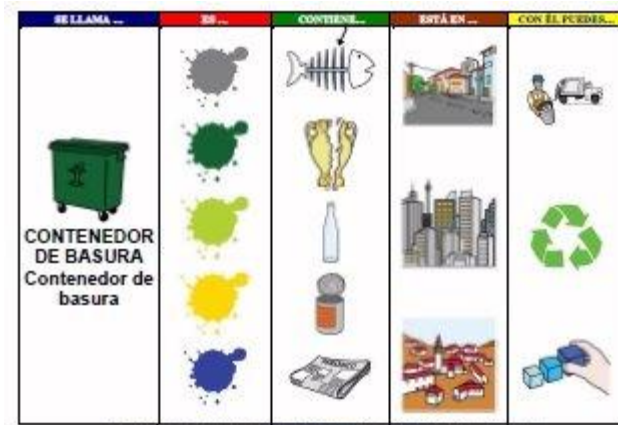 SE LLAMA ...
ES ...
CONTIENE...
ESTÁ EN ...
CON ÉL PUEDES...
CONTENEDOR
DE BASURA
Contenedor de
basura